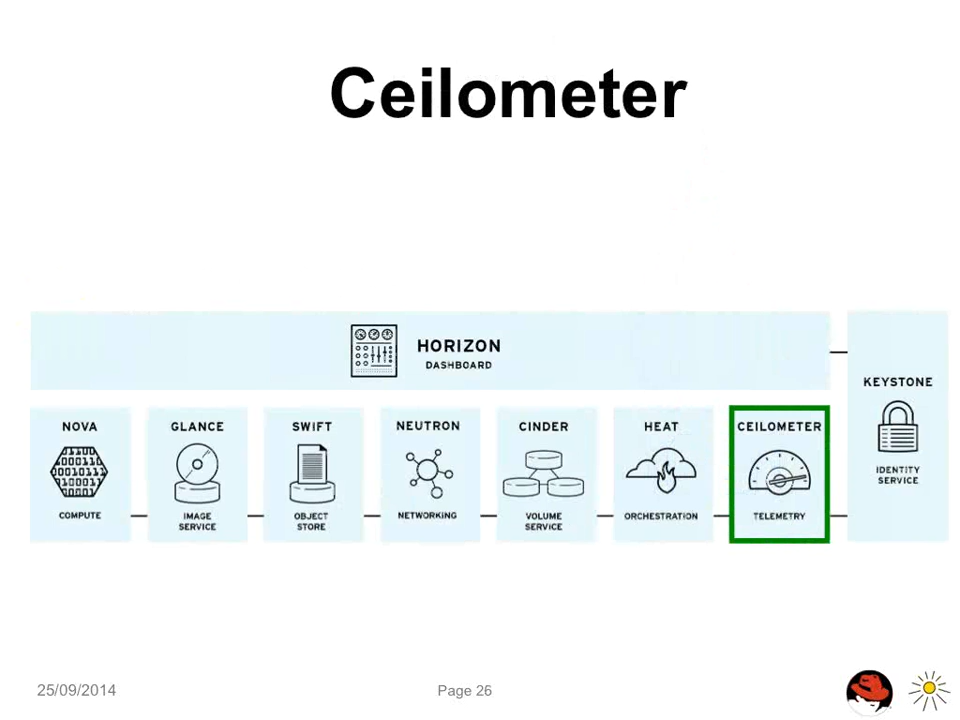 Ceilometer
HORIZON
DASHBOARD
KEYSTONE
IDENTITY
SERVICE
NOVA
COMPUTE
GLANCE
IMAGE
SERVICE
SWIFT
OBJECT
STORE
NEUTRON
NETWORKING
CINDER
VOLUME
SERVICE
HEAT
ORCHESTRATION
CEILOMETER
TELEMETRY
25/09/2014
Page 26